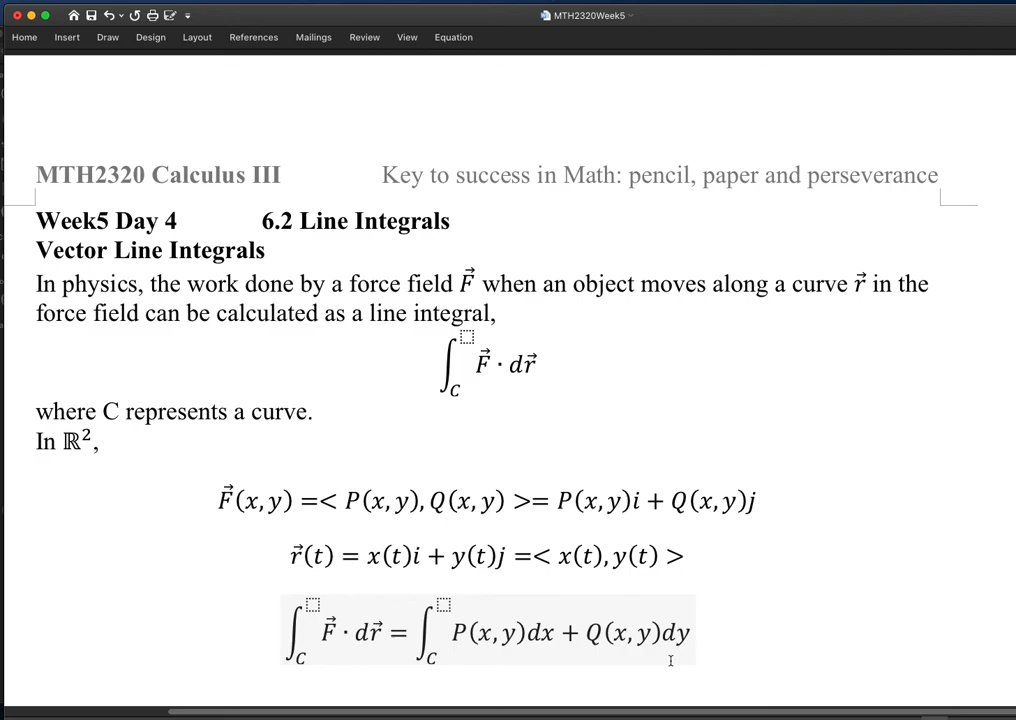 MTH2320Week5
Home Insert Draw Design Layout References Mailings Review View Equation
MTH2320 Calculus III Key to success in Math: pencil, paper and perseverance
Week5 Day 4 6.2 Line Integrals
Vector Line Integrals
In physics, the work done by a force field F⃗ when an object moves along a curve r⃗ in the
force field can be calculated as a line integral,
∫_C F⃗ · dr⃗
where C represents a curve.
In ℝ²,
F⃗(x, y) =< P(x, y), Q(x, y) >= P(x, y)i + Q(x, y)j
r⃗(t) = x(t)i + y(t)j =< x(t), y(t) >
∫_C F⃗ · dr⃗ = ∫_C P(x, y)dx + Q(x, y)dy